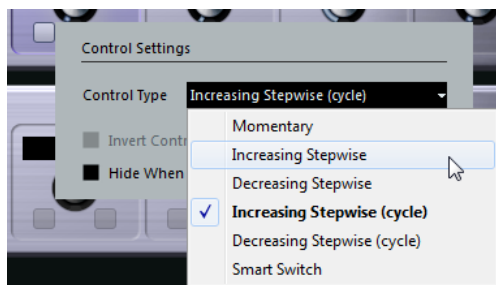 Control Settings
Control Type Increasing Stepwise (cycle)
Momentary
Invert Contr
Increasing Stepwise
Hide When
Decreasing Stepwise
Increasing Stepwise (cycle)
Decreasing Stepwise (cycle)
Smart Switch